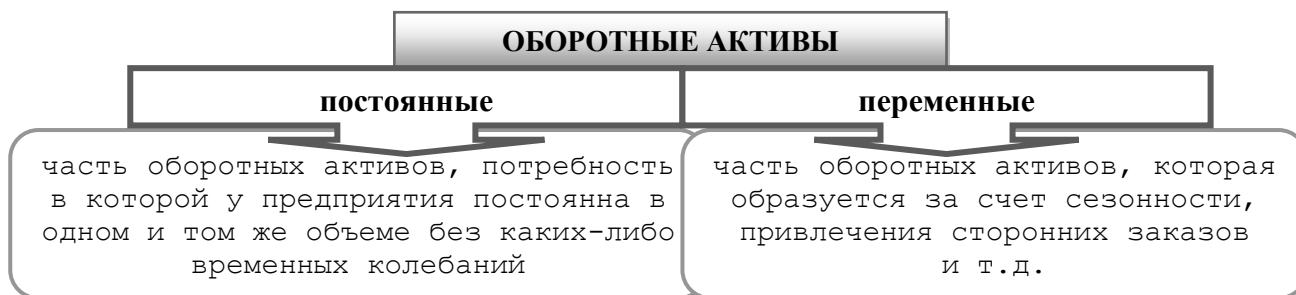 ОБОРОТНЫЕ АКТИВЫ
постоянные
переменные
часть оборотных активов, потребность
в которой у предприятия постоянна в
одном и том же объеме без каких-либо
временных колебаний
часть оборотных активов, которая
образуется за счет сезонности,
привлечения сторонних заказов
и т.д.